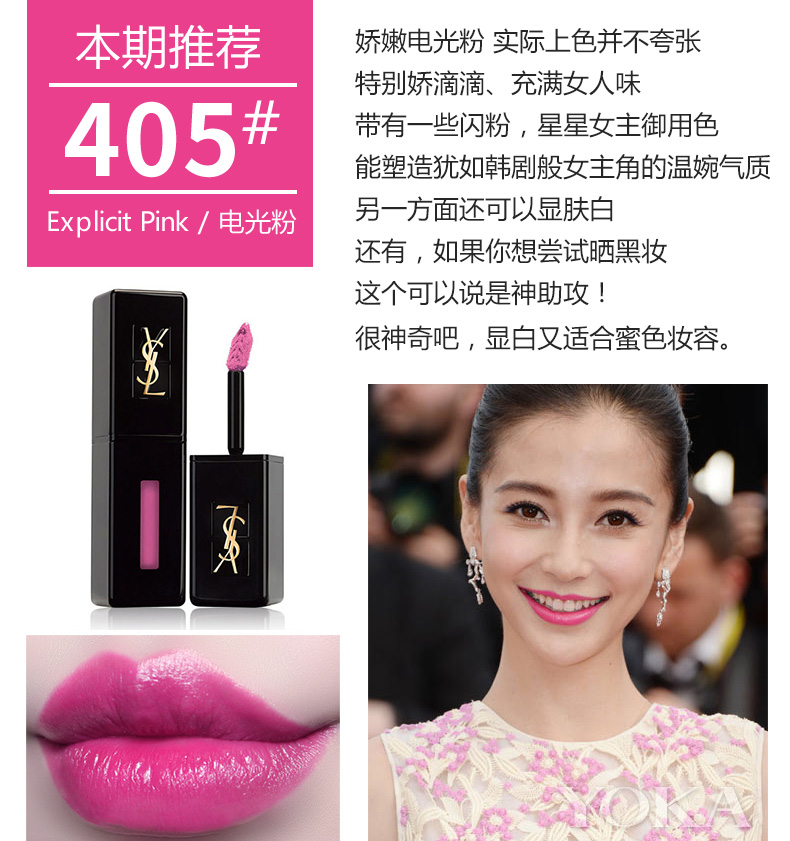 本期推荐
405#
Explicit Pink / 电光粉
娇嫩电光粉 实际上色并不夸张
特别娇滴滴、充满女人味
带有一些闪粉，星星女主御用色
能塑造犹如韩剧般女主角的温婉气质
另一方面还可以显肤白
还有，如果你想尝试晒黑妆
这个可以说是神助攻！
很神奇吧，显白又适合蜜色妆容。
YSL
YSL
YOKA